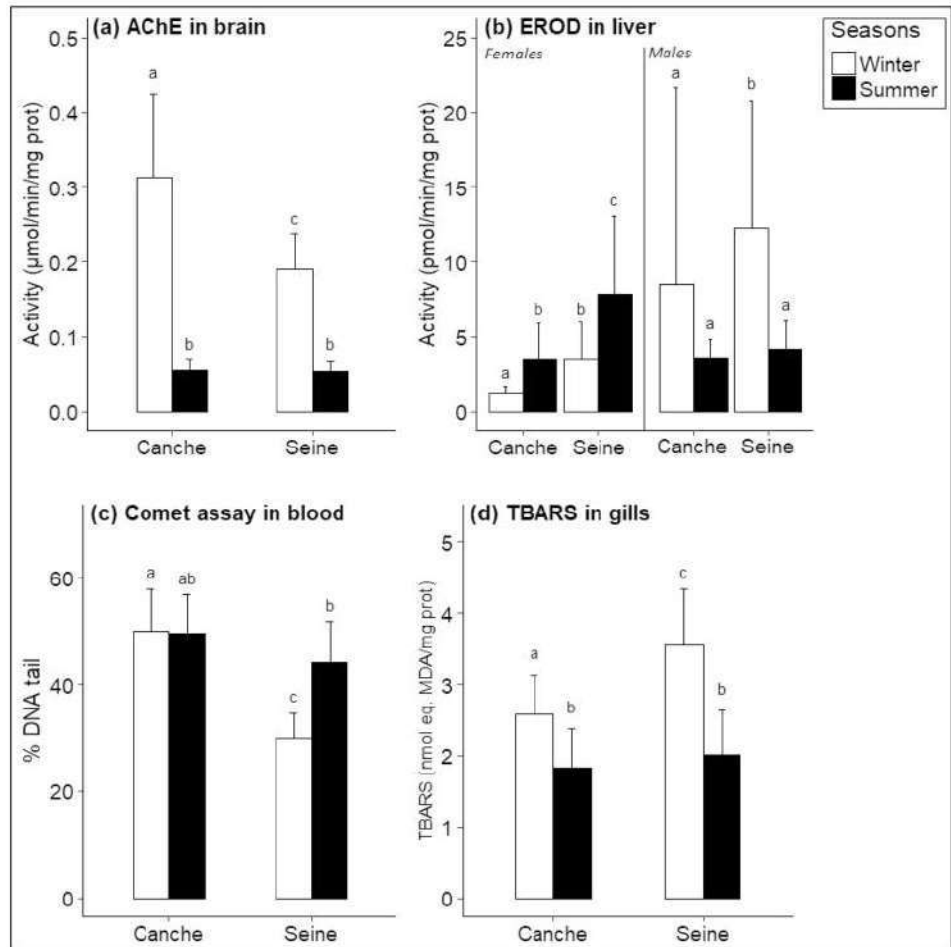 (a) AChE in brain
Activity (µmol/min/mg prot)
0.5
0.4
0.3
0.2
0.1
0.0
a
b
c
b
Canche Seine
(b) EROD in liver
Females Males
Activity (pmol/min/mg prot)
25
20
15
10
5
0
a
b
b
c
a
a
b
a
Canche Seine Canche Seine
Seasons
Winter
Summer
(c) Comet assay in blood
% DNA tail
60
40
20
0
a
ab
c
b
Canche Seine
(d) TBARS in gills
TBARS (nmol eq. MDA/mg prot)
5
4
3
2
1
0
a
b
c
b
Canche Seine